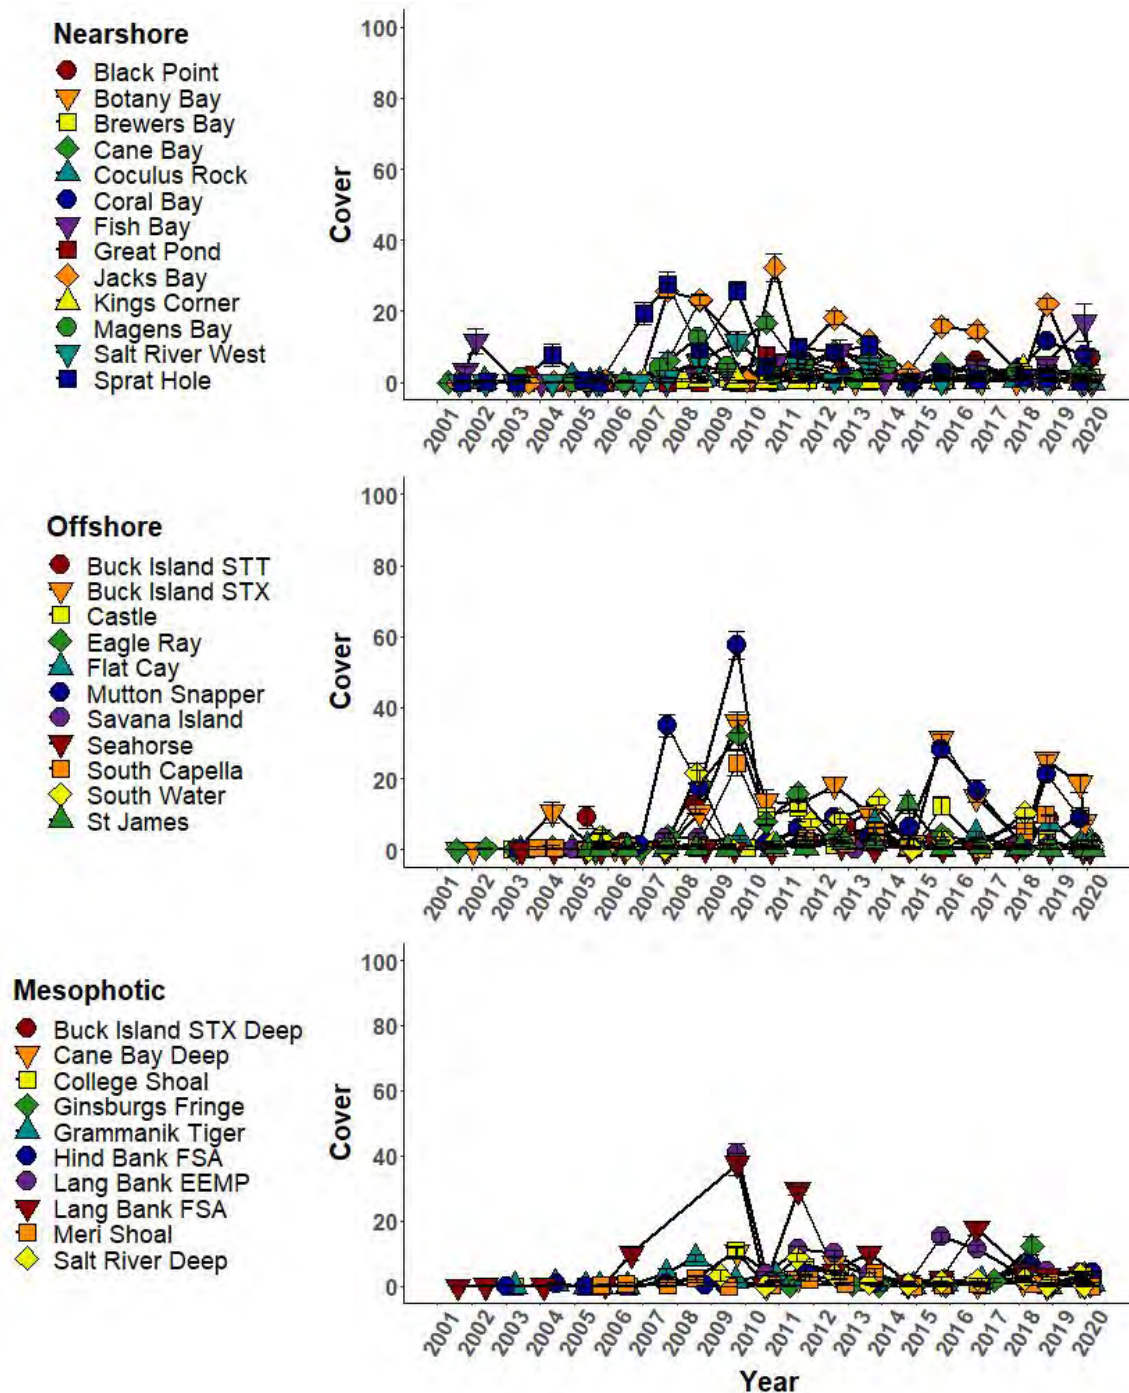 Nearshore
Black Point
Botany Bay
Brewers Bay
Cane Bay
Coculus Rock
Coral Bay
Fish Bay
Great Pond
Jacks Bay
Kings Corner
Magens Bay
Salt River West
Sprat Hole
Cover
100
80
60
40
20
0
2001 2002 2003 2004 2005 2006 2007 2008 2009 2010 2011 2012 2013 2014 2015 2016 2017 2018 2019 2020
Offshore
Buck Island STT
Buck Island STX
Castle
Eagle Ray
Flat Cay
Mutton Snapper
Savana Island
Seahorse
South Capella
South Water
St James
Cover
100
80
60
40
20
0
2001 2002 2003 2004 2005 2006 2007 2008 2009 2010 2011 2012 2013 2014 2015 2016 2017 2018 2019 2020
Mesophotic
Buck Island STX Deep
Cane Bay Deep
College Shoal
Ginsburgs Fringe
Grammanik Tiger
Hind Bank FSA
Lang Bank EEMP
Lang Bank FSA
Meri Shoal
Salt River Deep
Cover
100
80
60
40
20
0
2001 2002 2003 2004 2005 2006 2007 2008 2009 2010 2011 2012 2013 2014 2015 2016 2017 2018 2019 2020
Year